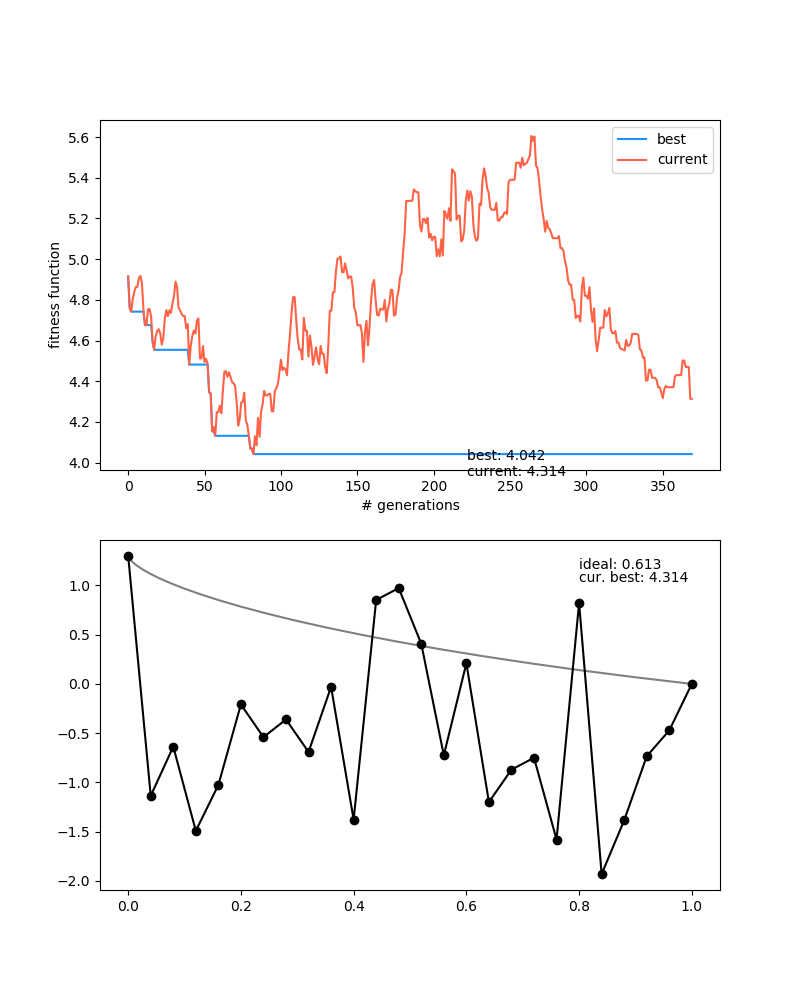 5.6
5.4
5.2
5.0
4.8
4.6
4.4
4.2
4.0
fitness function
best
current
best: 4.042
current: 4.314
0 50 100 150 200 250 300 350
# generations
ideal: 0.613
cur. best: 4.314
1.0
0.5
0.0
−0.5
−1.0
−1.5
−2.0
0.0 0.2 0.4 0.6 0.8 1.0